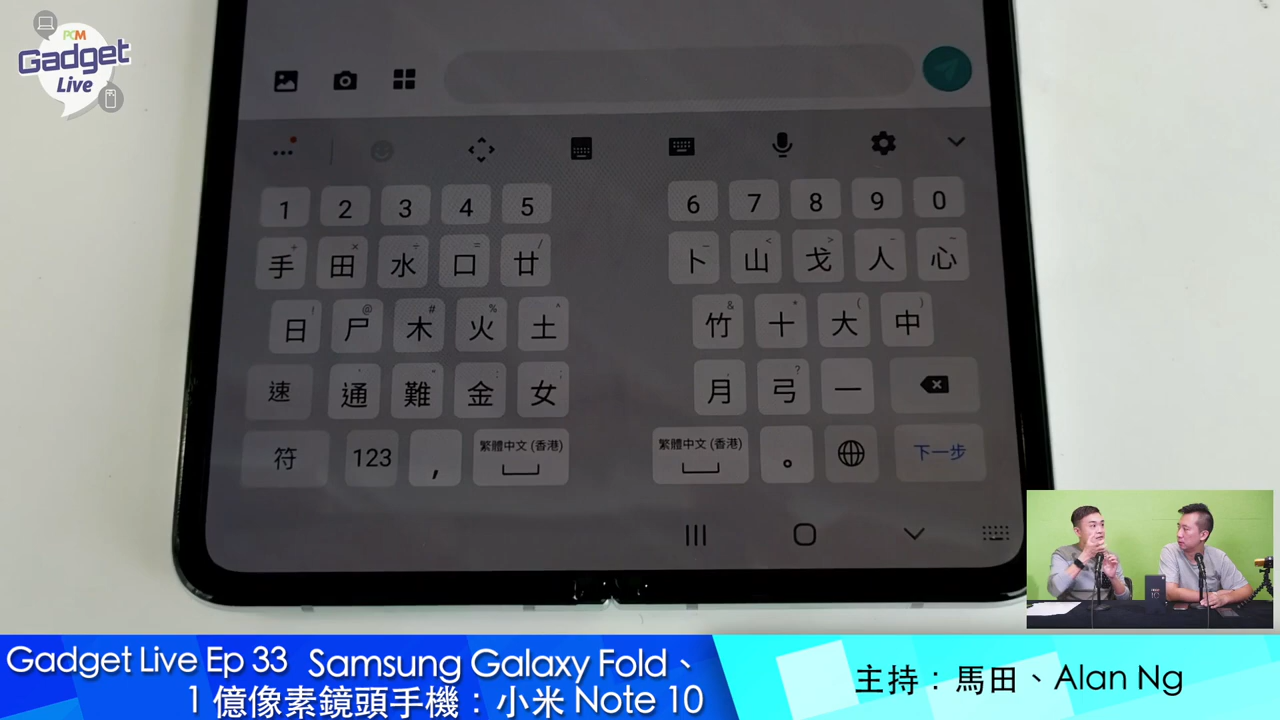 PCM
Gadget
Live
1 2 3 4 5 6 7 8 9 0
手 田 水 口 廿 卜 山 戈 人 心
日 尸 木 火 土 竹 十 大 中
速 通 難 金 女 月 弓 一
符 123 , 繁體中文 (香港) 繁體中文 (香港) 。 下一步
Gadget Live Ep 33 Samsung Galaxy Fold、
1 億像素鏡頭手機：小米 Note 10
主持：馬田、Alan Ng